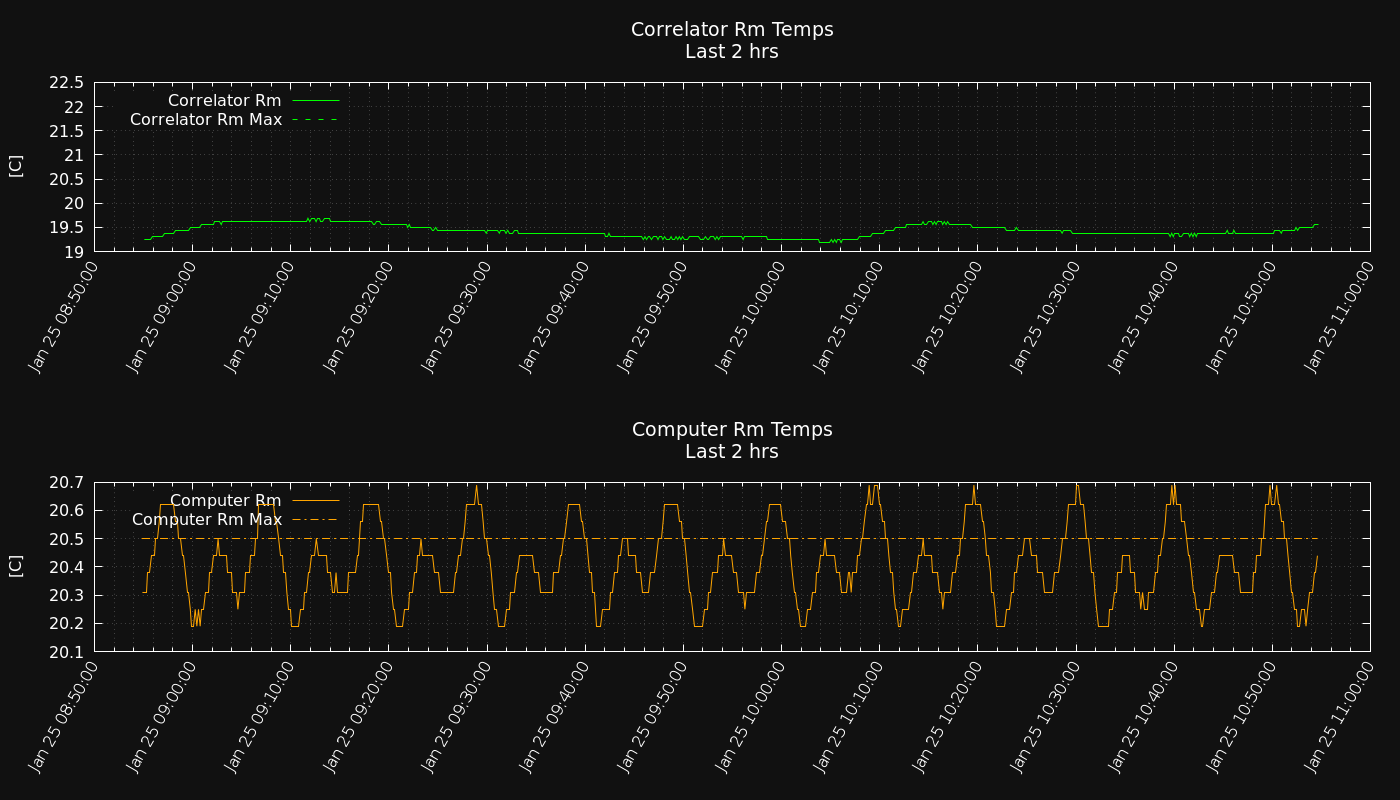 Correlator Rm Temps
Last 2 hrs
22.5
22
21.5
21
20.5
20
19.5
19
[C]
Correlator Rm
Correlator Rm Max
Jan 25 08:50:00
Jan 25 09:00:00
Jan 25 09:10:00
Jan 25 09:20:00
Jan 25 09:30:00
Jan 25 09:40:00
Jan 25 09:50:00
Jan 25 10:00:00
Jan 25 10:10:00
Jan 25 10:20:00
Jan 25 10:30:00
Jan 25 10:40:00
Jan 25 10:50:00
Jan 25 11:00:00
Computer Rm Temps
Last 2 hrs
20.7
20.6
20.5
20.4
20.3
20.2
20.1
[C]
Computer Rm
Computer Rm Max
Jan 25 08:50:00
Jan 25 09:00:00
Jan 25 09:10:00
Jan 25 09:20:00
Jan 25 09:30:00
Jan 25 09:40:00
Jan 25 09:50:00
Jan 25 10:00:00
Jan 25 10:10:00
Jan 25 10:20:00
Jan 25 10:30:00
Jan 25 10:40:00
Jan 25 10:50:00
Jan 25 11:00:00